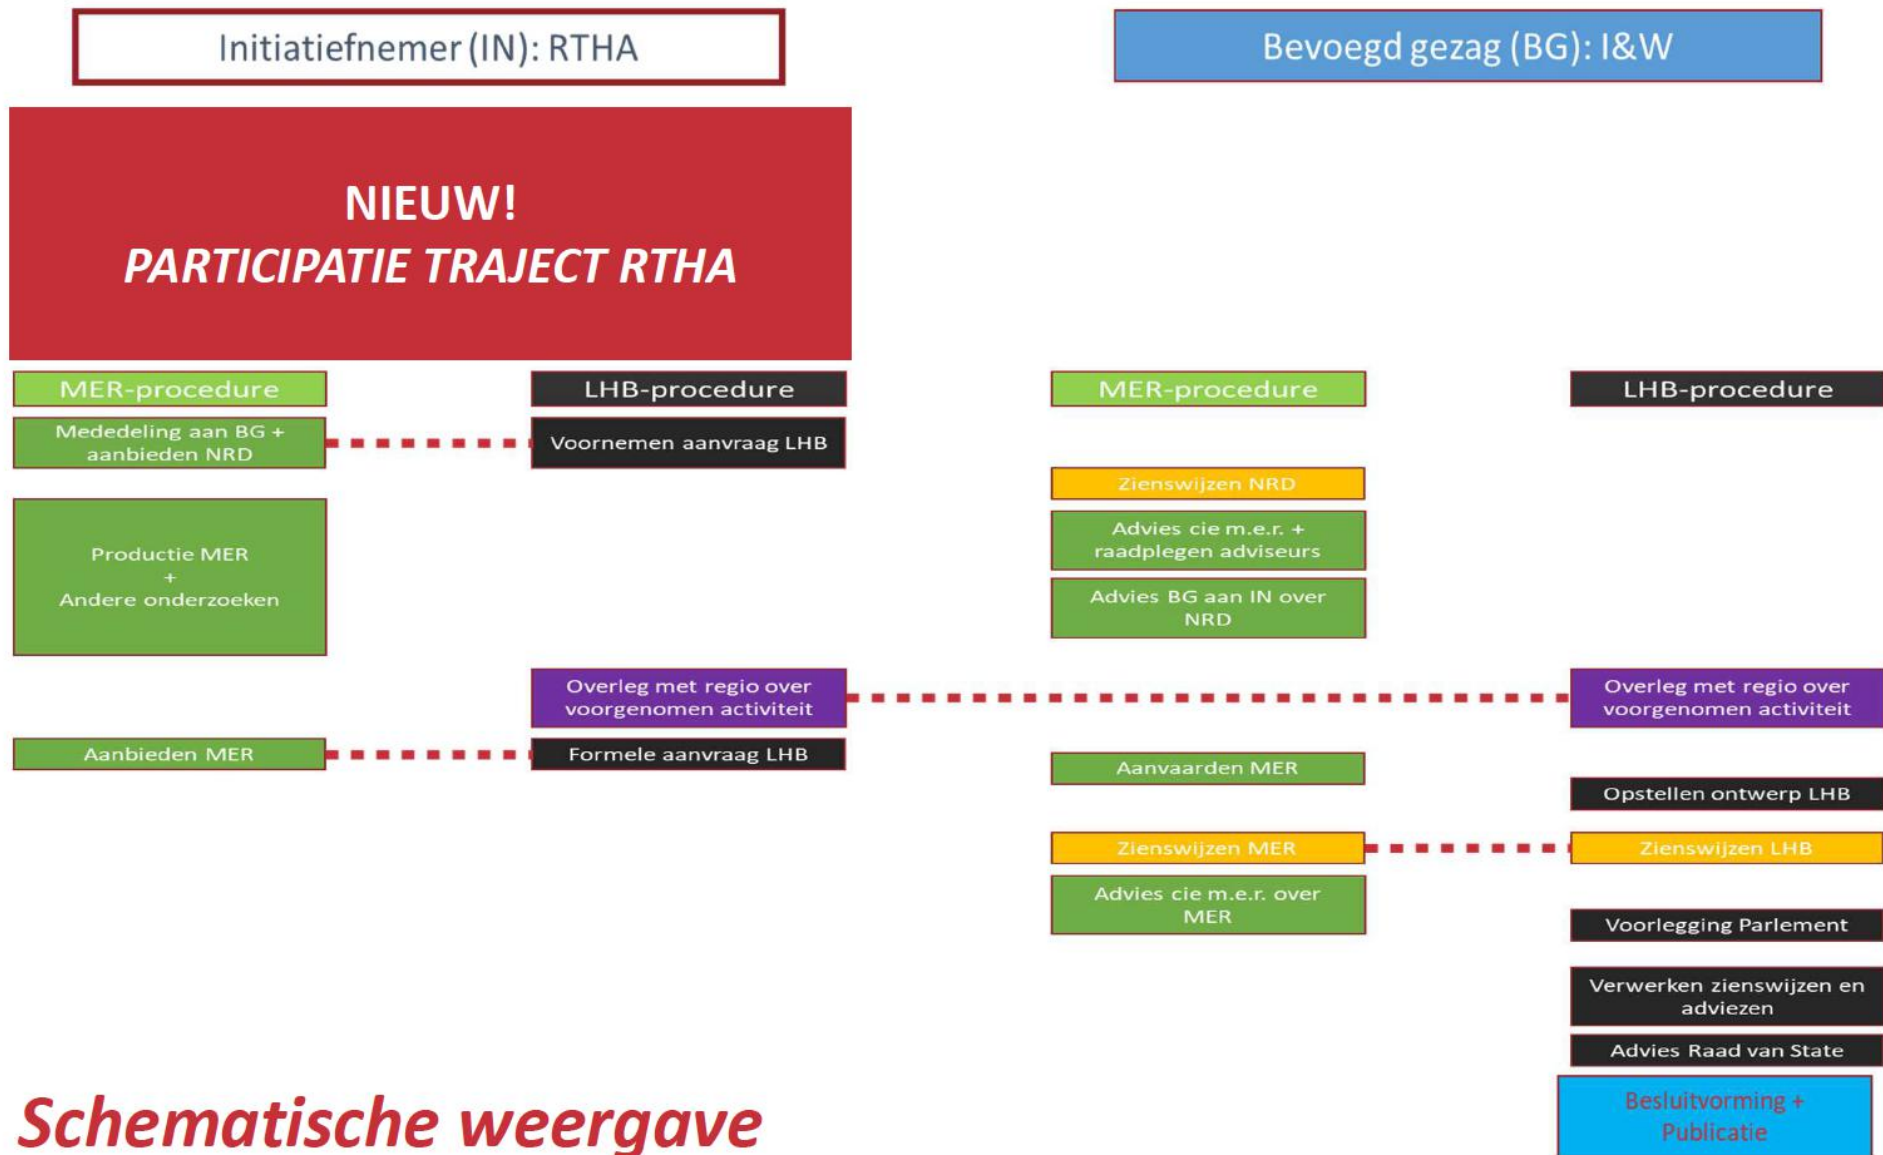 Initiatiefnemer (IN): RTHA
Bevoegd gezag (BG): I&W
NIEUW!
PARTICIPATIE TRAJECT RTHA
MER-procedure
LHB-procedure
MER-procedure
LHB-procedure
Mededeling aan BG +
aanbieden NRD
Voornemen aanvraag LHB
Zienswijzen NRD
Productie MER
+
Andere onderzoeken
Advies cie m.e.r. +
raadplegen adviseurs
Advies BG aan IN over
NRD
Overleg met regio over
voorgenomen activiteit
Overleg met regio over
voorgenomen activiteit
Aanbieden MER
Formele aanvraag LHB
Aanvaarden MER
Opstellen ontwerp LHB
Zienswijzen MER
Zienswijzen LHB
Advies cie m.e.r. over
MER
Voorlegging Parlement
Verwerken zienswijzen en
adviezen
Advies Raad van State
Besluitvorming +
Publicatie
Schematische weergave